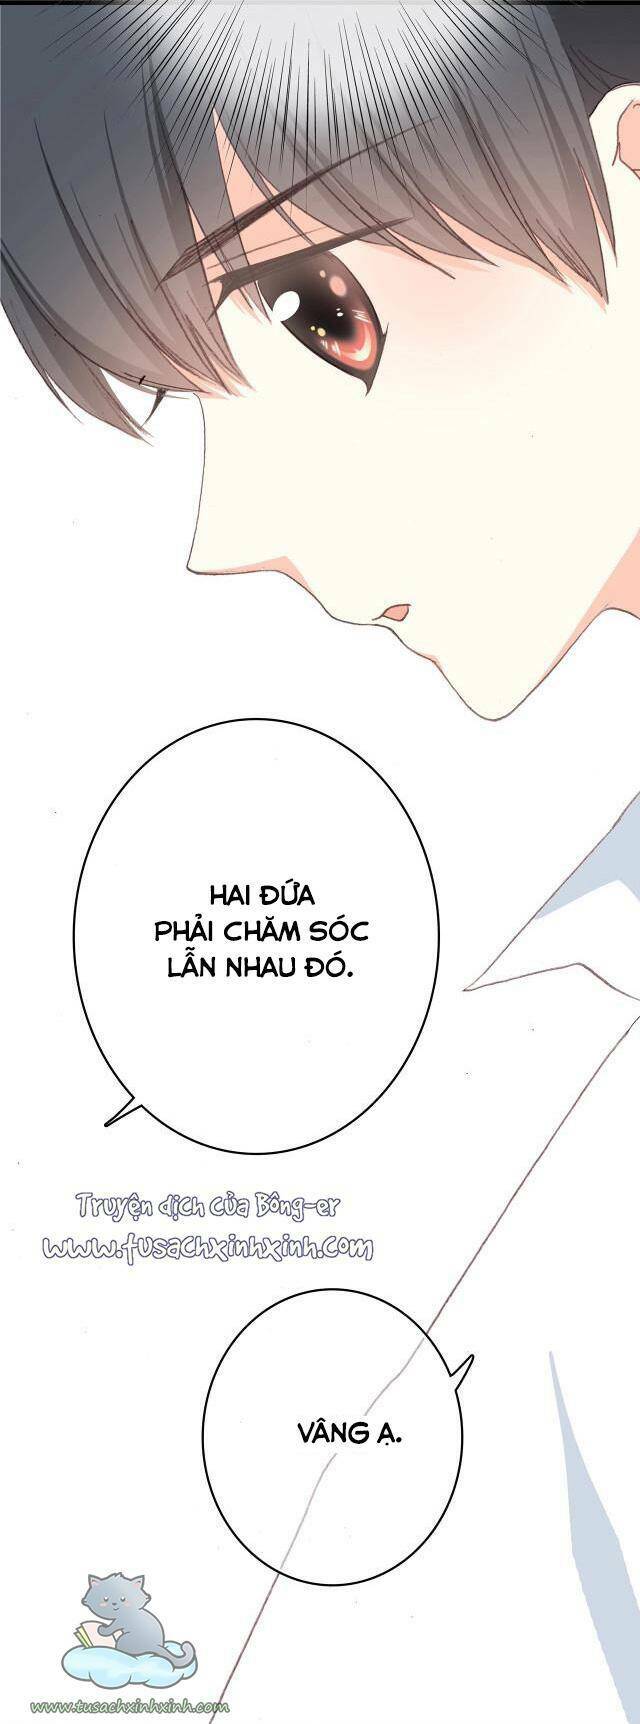 HAI ĐỨA
PHẢI CHĂM SÓC
LẪN NHAU ĐÓ.
Truyện dịch của Bông-er
www.tusachxinhxinh.com
VÂNG Ạ.
www.tusachxinhxinh.com